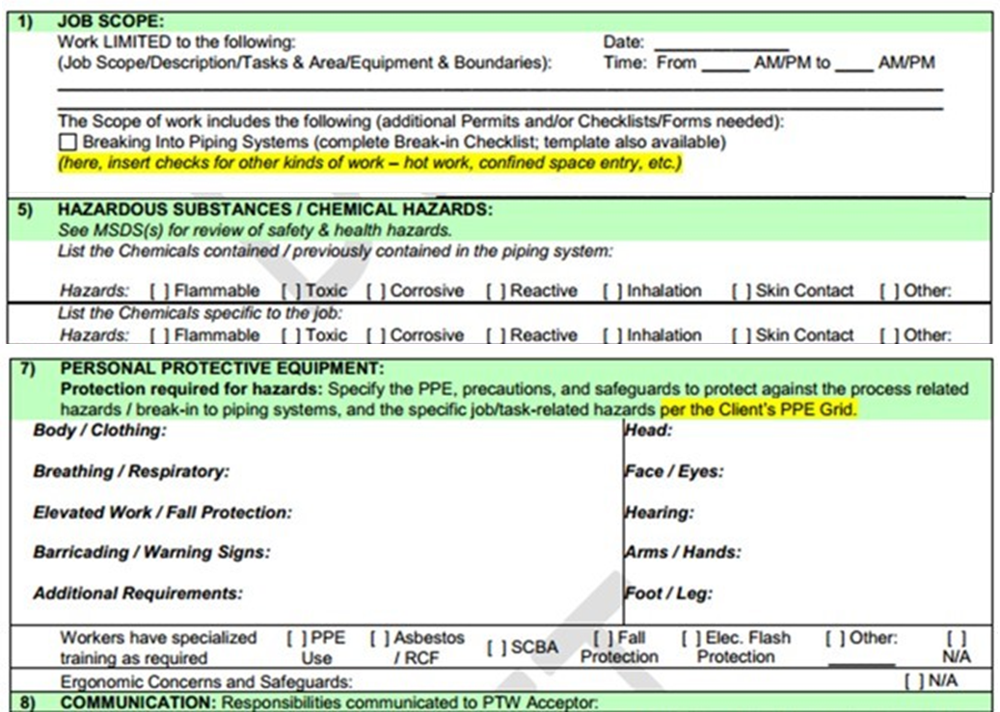 1) JOB SCOPE:
Work LIMITED to the following: Date: ____________
(Job Scope/Description/Tasks & Area/Equipment & Boundaries): Time: From _____ AM/PM to ____ AM/PM
The Scope of work includes the following (additional Permits and/or Checklists/Forms needed):
☐ Breaking Into Piping Systems (complete Break-in Checklist; template also available)
(here, insert checks for other kinds of work – hot work, confined space entry, etc.)
5) HAZARDOUS SUBSTANCES / CHEMICAL HAZARDS:
See MSDS(s) for review of safety & health hazards.
List the Chemicals contained / previously contained in the piping system:
Hazards: [ ] Flammable [ ] Toxic [ ] Corrosive [ ] Reactive [ ] Inhalation [ ] Skin Contact [ ] Other:
List the Chemicals specific to the job:
Hazards: [ ] Flammable [ ] Toxic [ ] Corrosive [ ] Reactive [ ] Inhalation [ ] Skin Contact [ ] Other:
7) PERSONAL PROTECTIVE EQUIPMENT:
Protection required for hazards: Specify the PPE, precautions, and safeguards to protect against the process related
hazards / break-in to piping systems, and the specific job/task-related hazards per the Client's PPE Grid.
Body / Clothing: Head:
Breathing / Respiratory: Face / Eyes:
Elevated Work / Fall Protection: Hearing:
Barricading / Warning Signs: Arms / Hands:
Additional Requirements: Foot / Leg:
Workers have specialized [ ] PPE [ ] Asbestos [ ] SCBA [ ] Fall [ ] Elec. Flash [ ] Other: [ ]
training as required Use / RCF Protection Protection ______ N/A
Ergonomic Concerns and Safeguards: [ ] N/A
8) COMMUNICATION: Responsibilities communicated to PTW Acceptor: